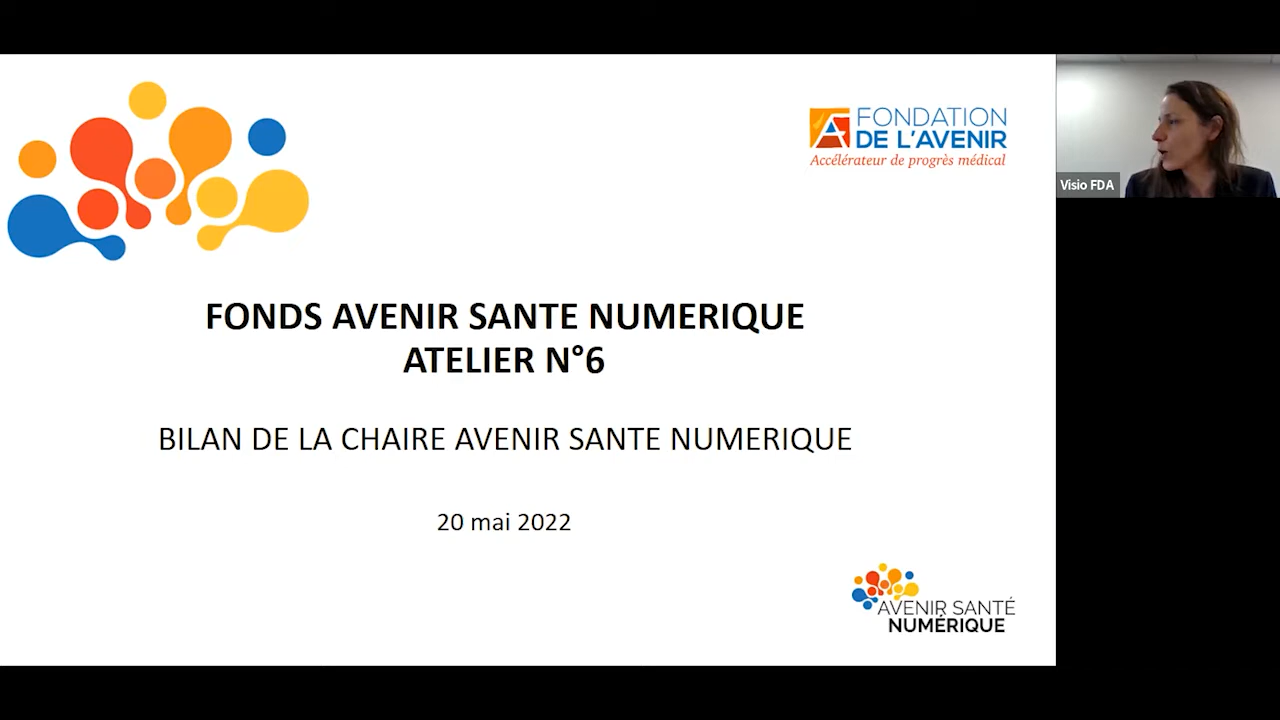 FONDATION
DE L'AVENIR
Accélérateur de progrès médical
Visio FDA
FONDS AVENIR SANTE NUMERIQUE
ATELIER N°6
BILAN DE LA CHAIRE AVENIR SANTE NUMERIQUE
20 mai 2022
AVENIR SANTÉ
NUMÉRIQUE